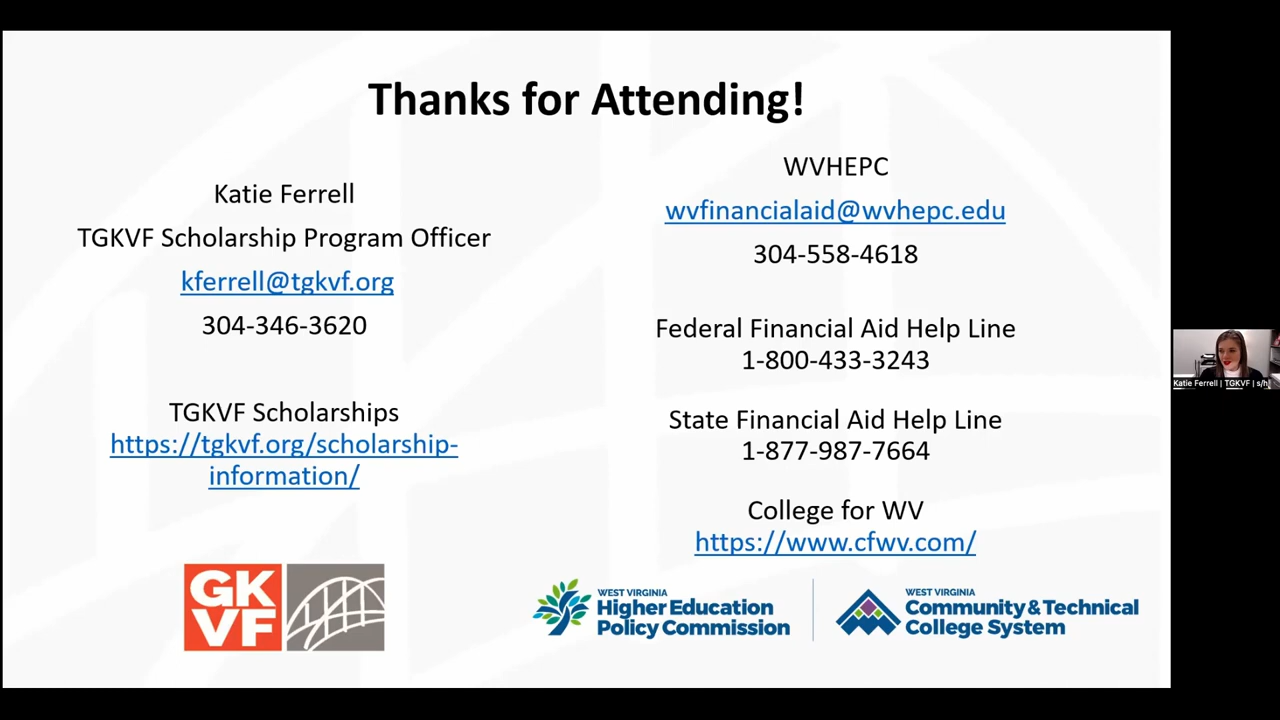 Thanks for Attending!
Katie Ferrell
TGKVF Scholarship Program Officer
kferrell@tgkvf.org
304-346-3620
TGKVF Scholarships
https://tgkvf.org/scholarship-
information/
WVHEPC
wvfinancialaid@wvhepc.edu
304-558-4618
Federal Financial Aid Help Line
1-800-433-3243
State Financial Aid Help Line
1-877-987-7664
College for WV
https://www.cfwv.com/
GK
VF
WEST VIRGINIA
Higher Education
Policy Commission
WEST VIRGINIA
Community & Technical
College System
Katie Ferrell | TGKVF | s/h